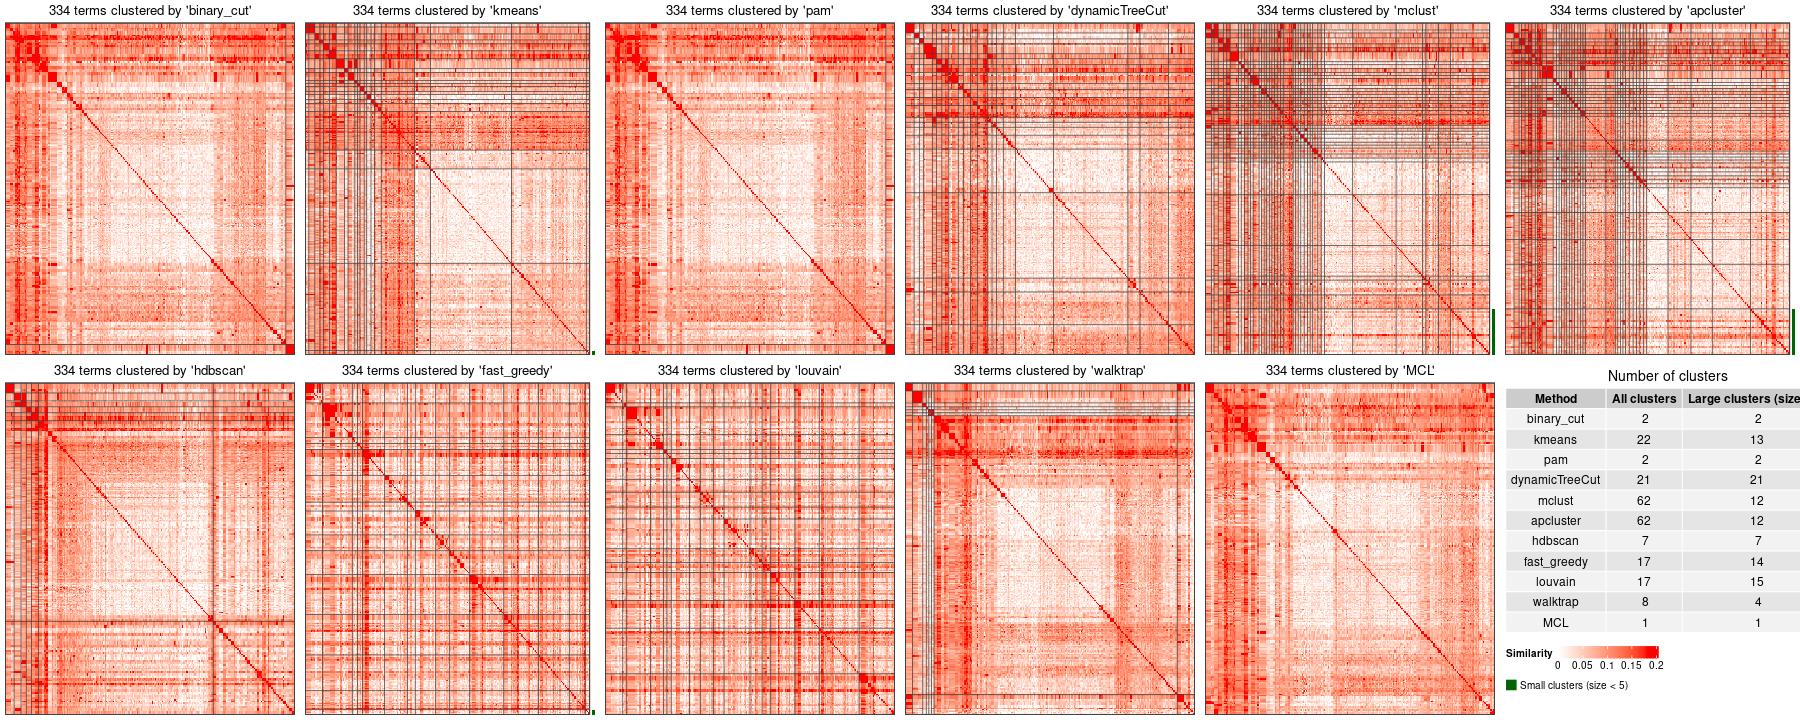 334 terms clustered by 'binary_cut'
334 terms clustered by 'kmeans'
334 terms clustered by 'pam'
334 terms clustered by 'dynamicTreeCut'
334 terms clustered by 'mclust'
334 terms clustered by 'apcluster'
334 terms clustered by 'hdbscan'
334 terms clustered by 'fast_greedy'
334 terms clustered by 'louvain'
334 terms clustered by 'walktrap'
334 terms clustered by 'MCL'
Number of clusters
Method All clusters Large clusters (size
binary_cut 2 2
kmeans 22 13
pam 2 2
dynamicTreeCut 21 21
mclust 62 12
apcluster 62 12
hdbscan 7 7
fast_greedy 17 14
louvain 17 15
walktrap 8 4
MCL 1 1
Similarity
0 0.05 0.1 0.15 0.2
Small clusters (size < 5)